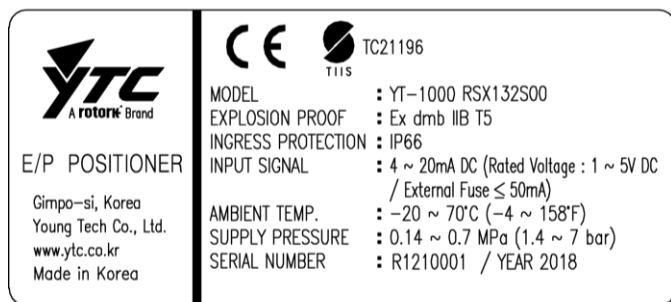 YTC
A rotork Brand
E/P POSITIONER
Gimpo-si, Korea
Young Tech Co., Ltd.
www.ytc.co.kr
Made in Korea
CE
TIIS
TC21196
MODEL : YT-1000 RSX132S00
EXPLOSION PROOF : Ex dmb IIB T5
INGRESS PROTECTION : IP66
INPUT SIGNAL : 4 ~ 20mA DC (Rated Voltage : 1 ~ 5V DC
/ External Fuse ≤ 50mA)
AMBIENT TEMP. : -20 ~ 70℃ (-4 ~ 158℉)
SUPPLY PRESSURE : 0.14 ~ 0.7 MPa (1.4 ~ 7 bar)
SERIAL NUMBER : R1210001 / YEAR 2018